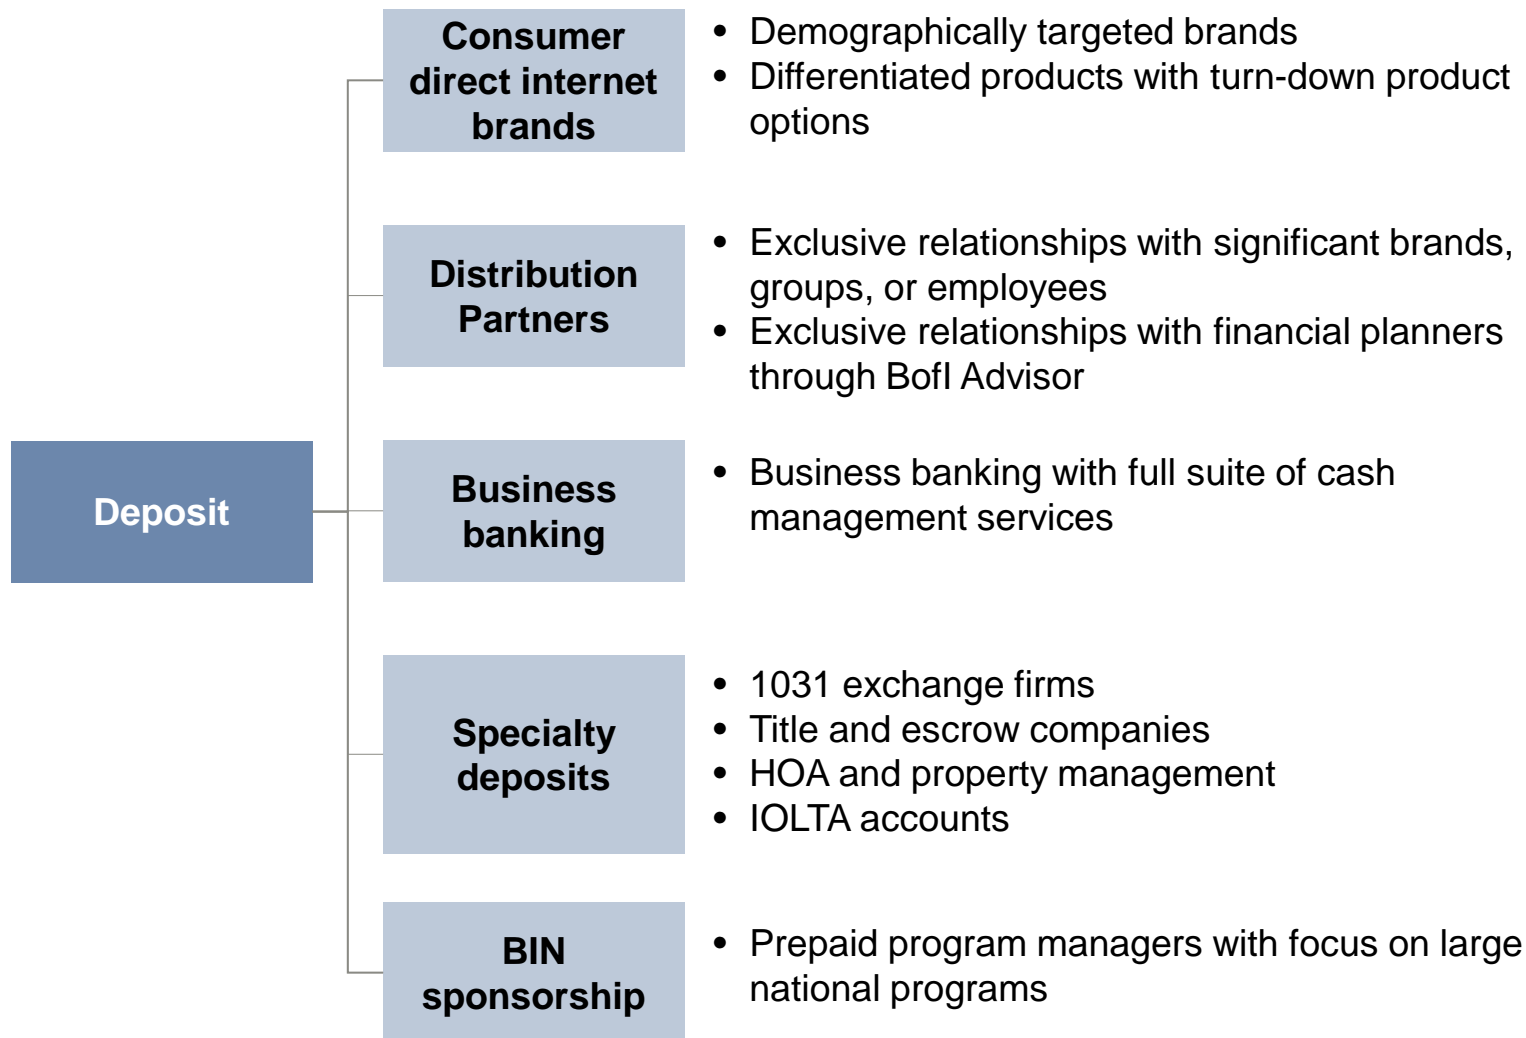 Consumer
direct internet
brands
• Demographically targeted brands
• Differentiated products with turn-down product
options
Distribution
Partners
• Exclusive relationships with significant brands,
groups, or employees
• Exclusive relationships with financial planners
through BofI Advisor
Deposit
Business
banking
• Business banking with full suite of cash
management services
Specialty
deposits
• 1031 exchange firms
• Title and escrow companies
• HOA and property management
• IOLTA accounts
BIN
sponsorship
• Prepaid program managers with focus on large
national programs